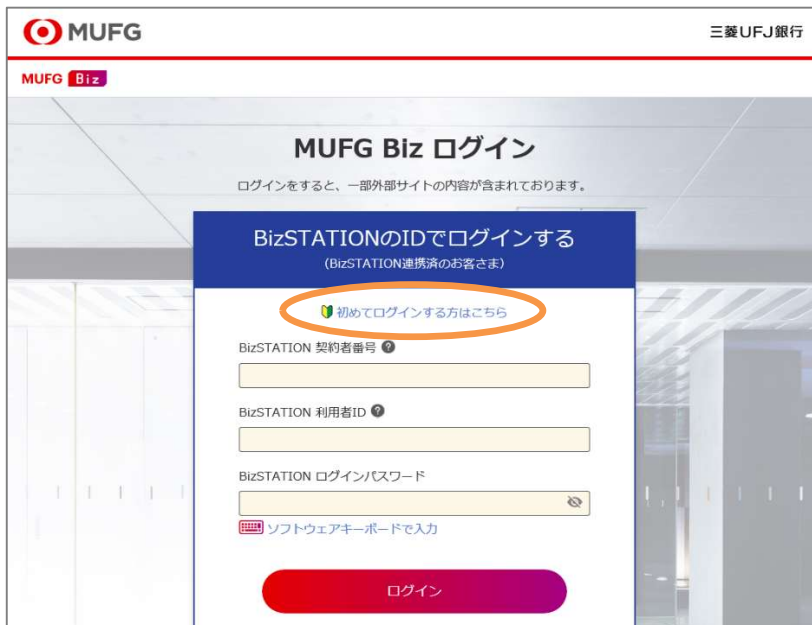 MUFG
三菱UFJ銀行
MUFG Biz
MUFG Biz ログイン
ログインをすると、一部外部サイトの内容が含まれております。
BizSTATIONのIDでログインする
(BizSTATION連携済のお客さま)
初めてログインする方はこちら
BizSTATION 契約者番号 ?
BizSTATION 利用者ID ?
BizSTATION ログインパスワード
ソフトウェアキーボードで入力
ログイン